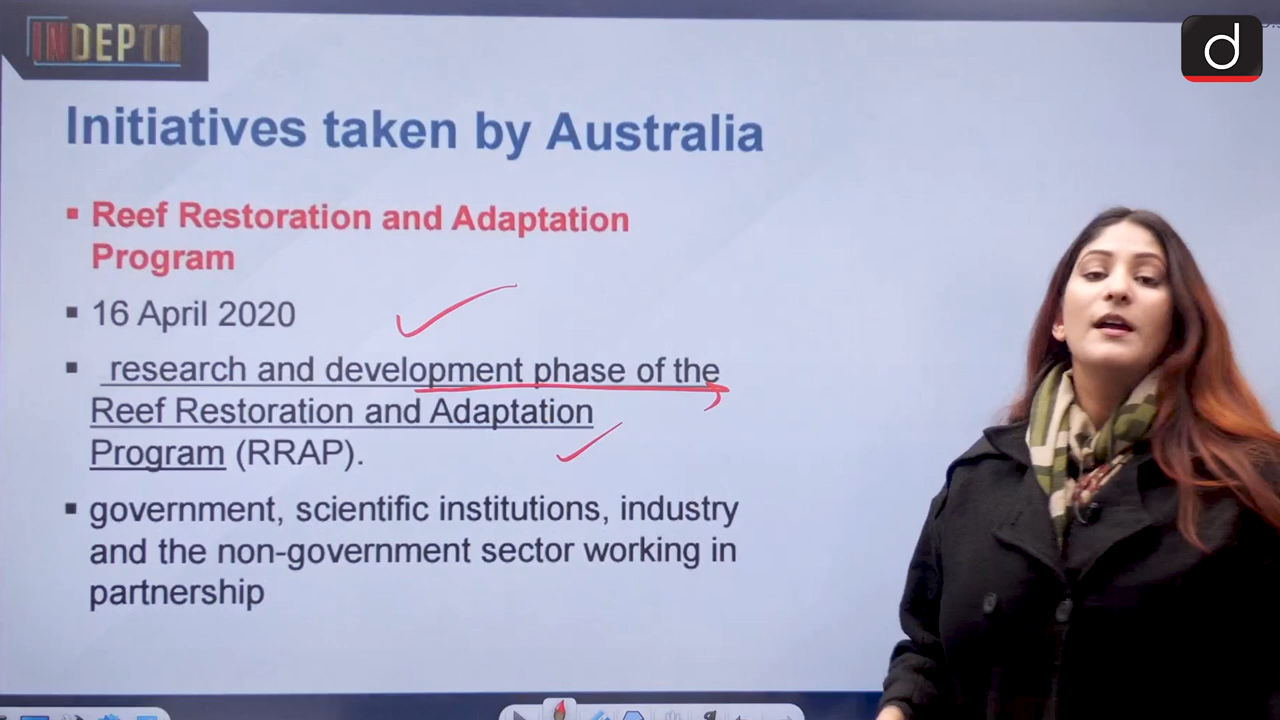 INDEPTH
d
Initiatives taken by Australia
▪ Reef Restoration and Adaptation
Program
▪ 16 April 2020
▪ research and development phase of the
Reef Restoration and Adaptation
Program (RRAP).
▪ government, scientific institutions, industry
and the non-government sector working in
partnership